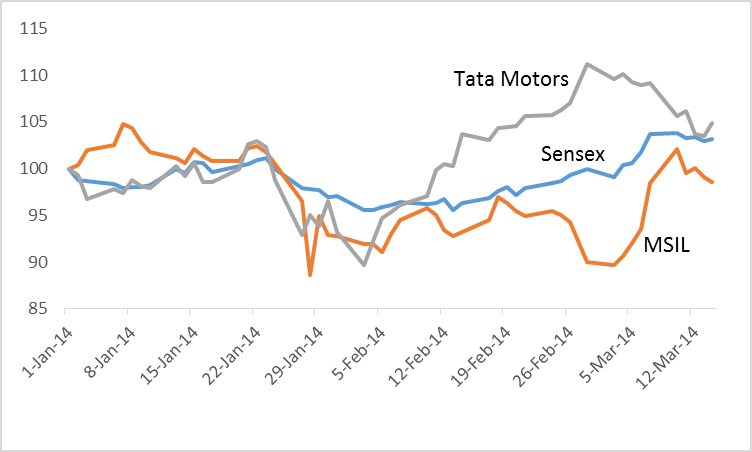 115
110
105
100
95
90
85
Tata Motors
Sensex
MSIL
1-Jan-14
8-Jan-14
15-Jan-14
22-Jan-14
29-Jan-14
5-Feb-14
12-Feb-14
19-Feb-14
26-Feb-14
5-Mar-14
12-Mar-14